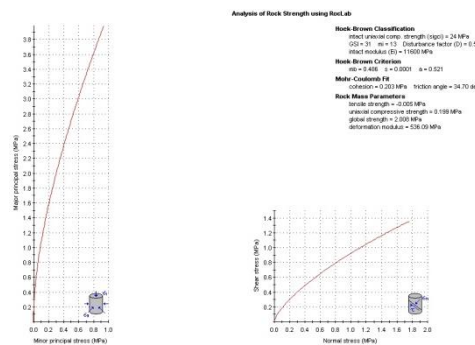 Analysis of Rock Strength using RocLab
Hoek-Brown Classification
intact uniaxial comp. strength (sigci) = 24 MPa
GSI = 31 mi = 13 Disturbance factor (D) = 0.5
intact modulus (Ei) = 11600 MPa
Hoek-Brown Criterion
mb = 0.486 s = 0.0001 a = 0.521
Mohr-Coulomb Fit
cohesion = 0.203 MPa friction angle = 34.70 de
Rock Mass Parameters
tensile strength = -0.005 MPa
uniaxial compressive strength = 0.199 MPa
global strength = 2.008 MPa
deformation modulus = 536.09 MPa
Major principal stress (MPa)
3.8
3.6
3.4
3.2
3.0
2.8
2.6
2.4
2.2
2.0
1.8
1.6
1.4
1.2
1.0
0.8
0.6
0.4
0.2
0.0 0.2 0.4 0.6 0.8 1.0
Minor principal stress (MPa)
Shear stress (MPa)
1.4
1.2
1.0
0.8
0.6
0.4
0.2
0.0 0.2 0.4 0.6 0.8 1.0 1.2 1.4 1.6 1.8 2.0
Normal stress (MPa)